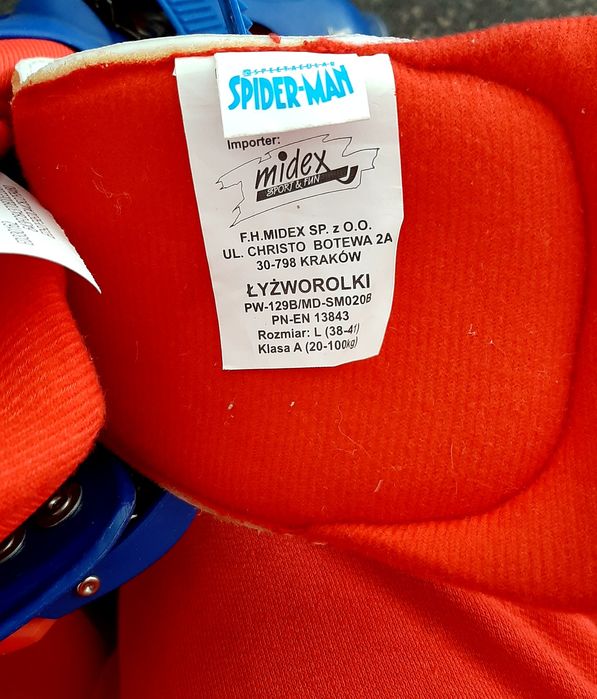 SPECTACULAR
SPIDER-MAN
Importer:
midex
SPORT & FUN
F.H.MIDEX SP. z O.O.
UL. CHRISTO BOTEWA 2A
30-798 KRAKÓW
ŁYŻWOROLKI
PW-129B/MD-SM020B
PN-EN 13843
Rozmiar: L (38-41)
Klasa A (20-100kg)